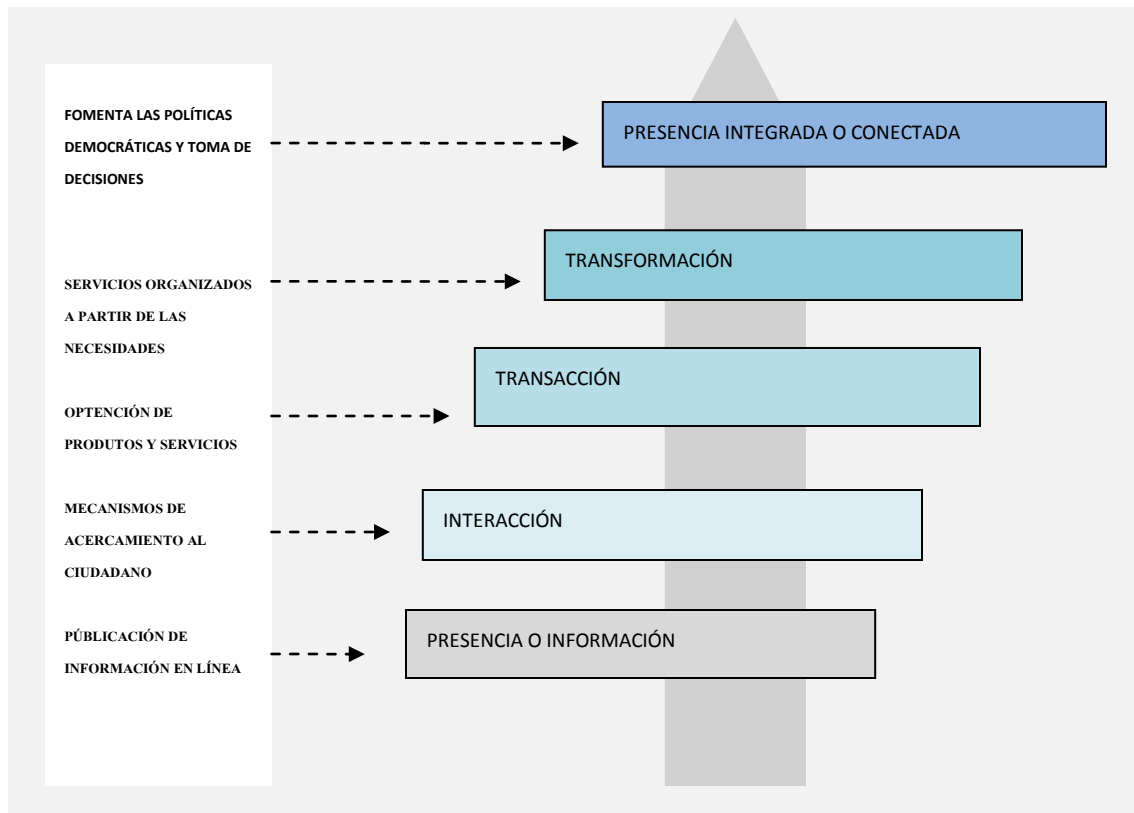 FOMENTA LAS POLÍTICAS
DEMOCRÁTICAS Y TOMA DE
DECISIONES
PRESENCIA INTEGRADA O CONECTADA
SERVICIOS ORGANIZADOS
A PARTIR DE LAS
NECESIDADES
TRANSFORMACIÓN
OPTENCIÓN DE
PRODUTOS Y SERVICIOS
TRANSACCIÓN
MECANISMOS DE
ACERCAMIENTO AL
CIUDADANO
INTERACCIÓN
PÚBLICACIÓN DE
INFORMACIÓN EN LÍNEA
PRESENCIA O INFORMACIÓN